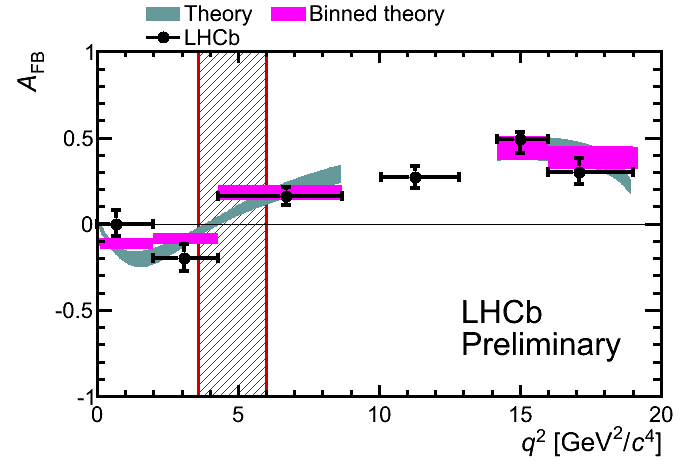 Theory Binned theory
LHCb
A_FB
1
0.5
0
-0.5
-1
LHCb
Preliminary
0 5 10 15 20
q² [GeV²/c⁴]